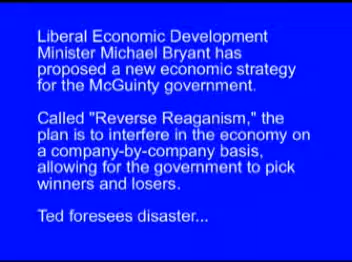 Liberal Economic Development
Minister Michael Bryant has
proposed a new economic strategy
for the McGuinty government.
Called "Reverse Reaganism," the
plan is to interfere in the economy on
a company-by-company basis,
allowing for the government to pick
winners and losers.
Ted foresees disaster...